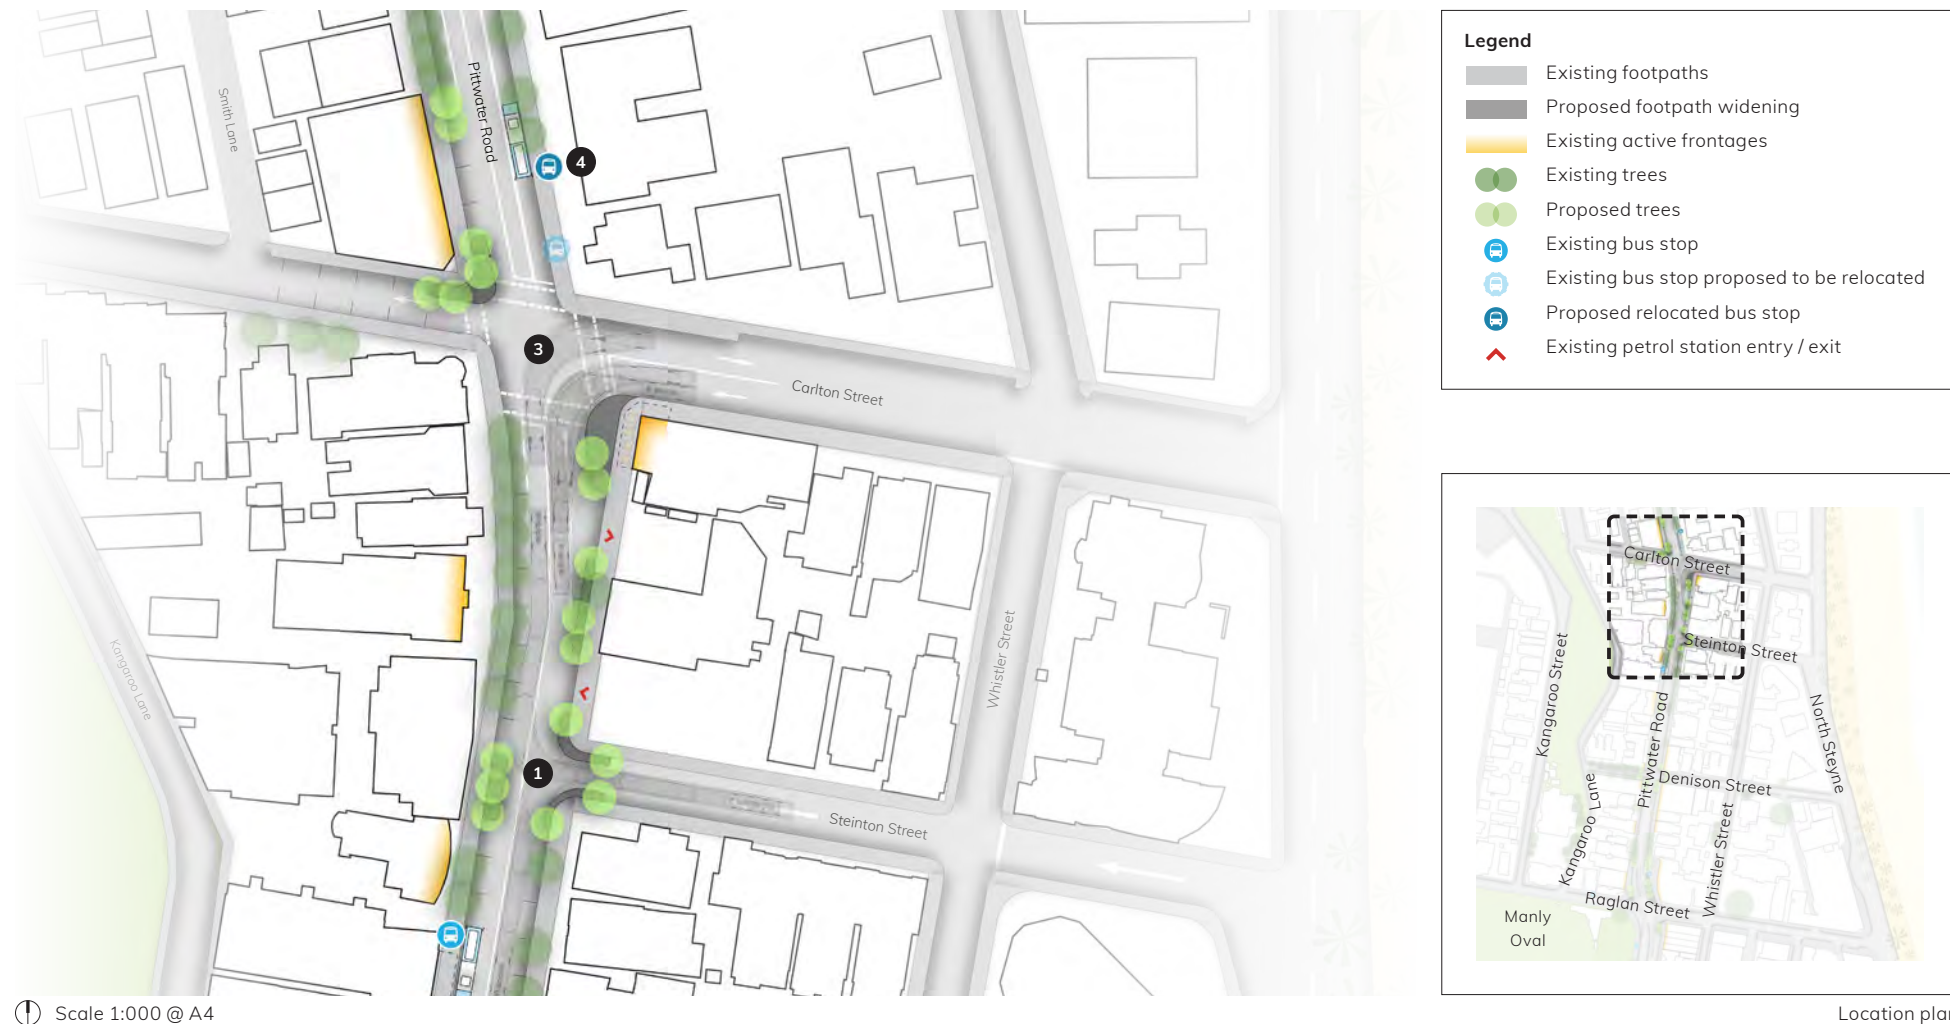 Smith Lane
Pittwater Road
4
3
Carlton Street
Whistler Street
Kangaroo Lane
1
Steinton Street
Scale 1:000 @ A4
Legend
Existing footpaths
Proposed footpath widening
Existing active frontages
Existing trees
Proposed trees
Existing bus stop
Existing bus stop proposed to be relocated
Proposed relocated bus stop
Existing petrol station entry / exit
Carlton Street
Steinton Street
Kangaroo Street
Pittwater Road
North Steyne
Denison Street
Kangaroo Lane
Whistler Street
Raglan Street
Manly
Oval
Location plan